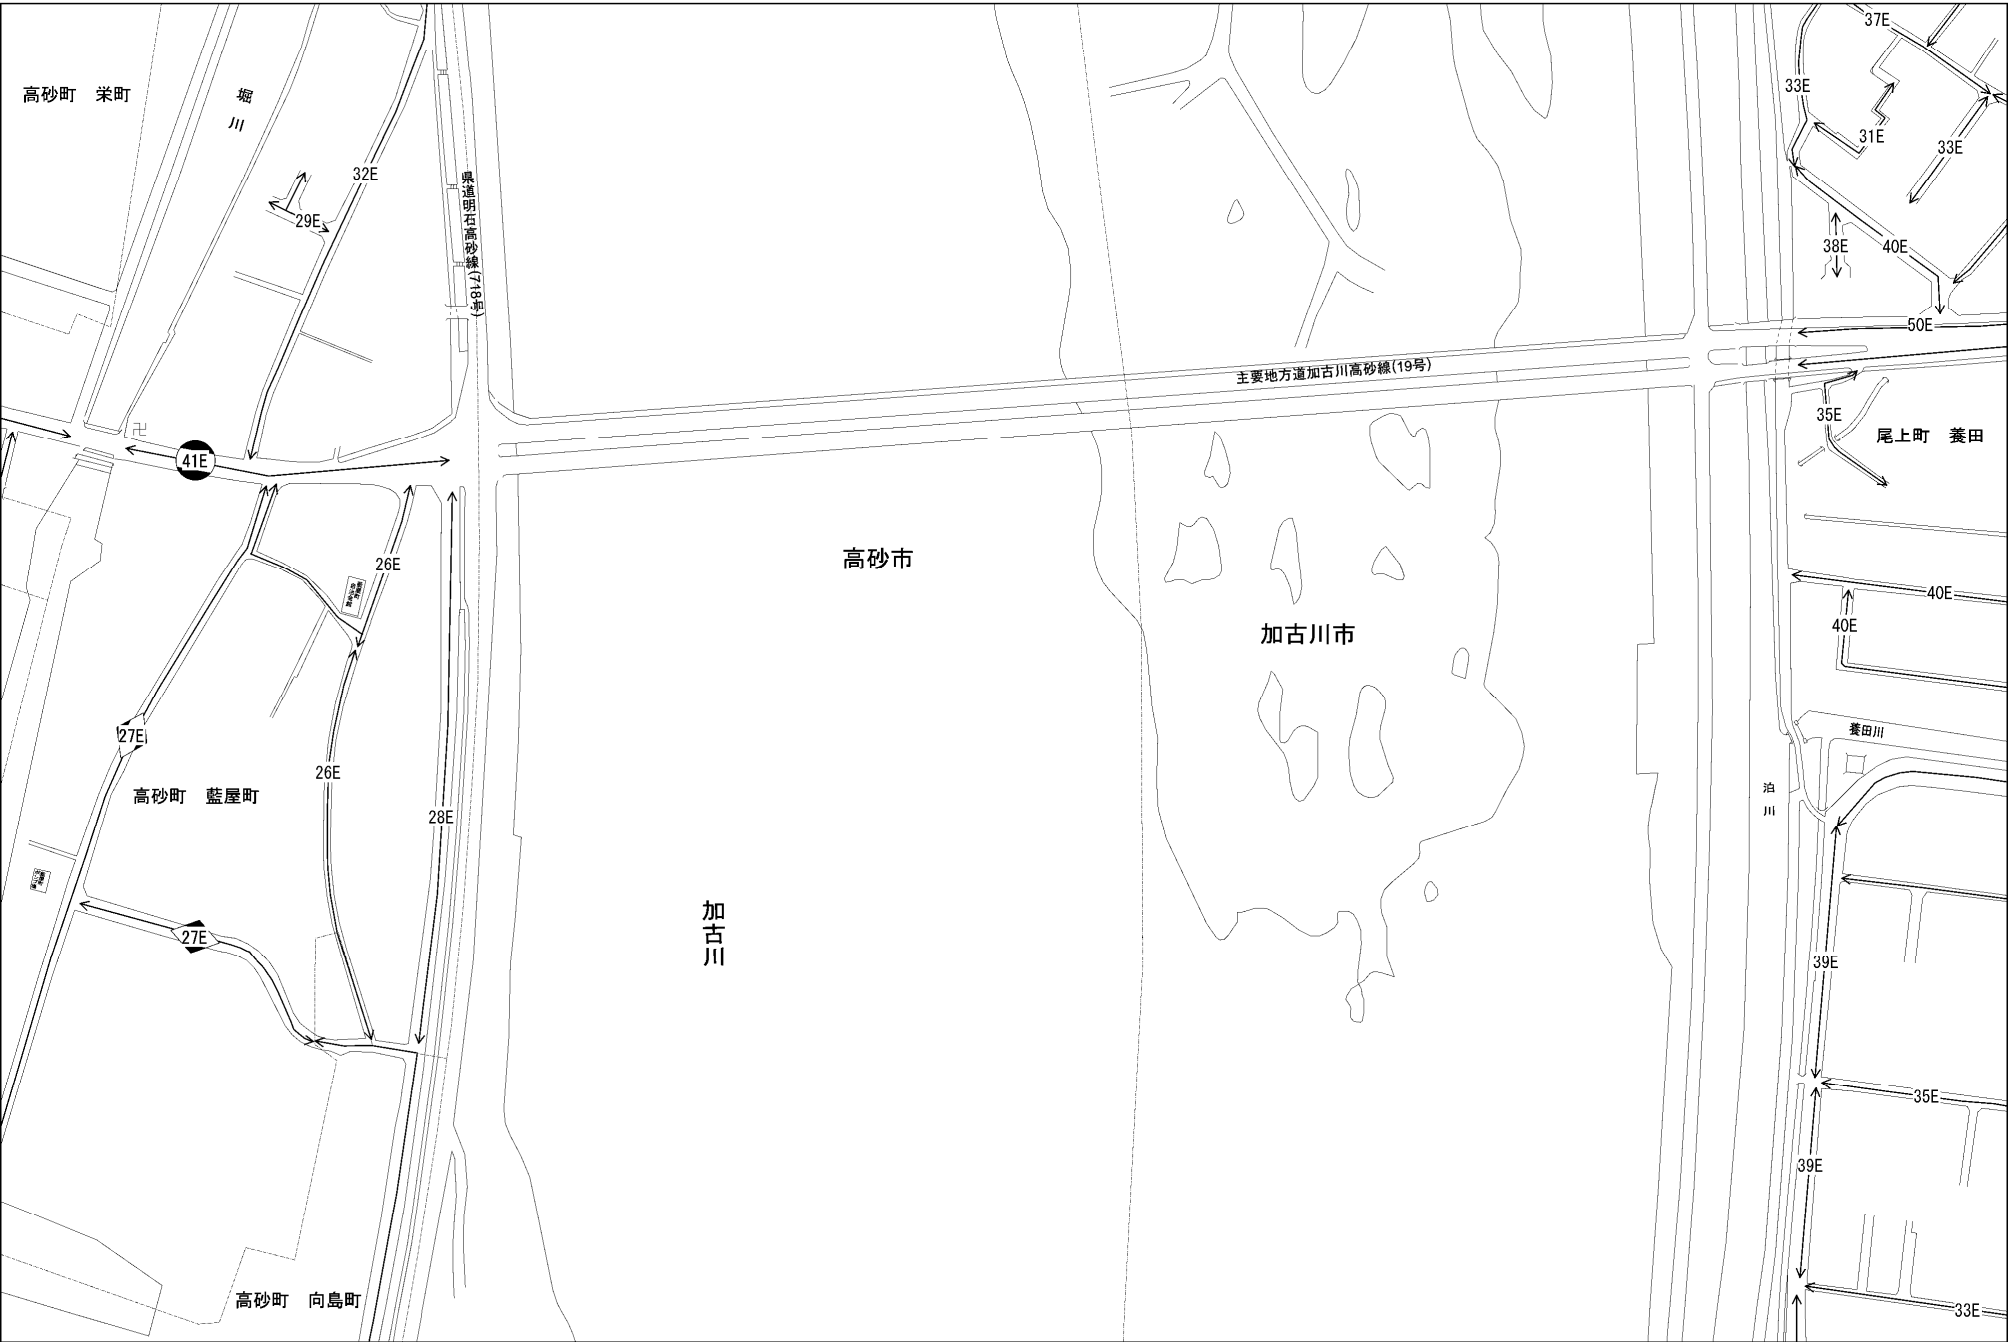 37E
高砂町　栄町
堀川
33E
31E
33E
32E
県道明石高砂線(718号)
29E
38E
40E
50E
主要地方道加古川高砂線(19号)
卍
41E
35E
尾上町　養田
高砂市
26E
40E
40E
加古川市
27E
養田川
26E
泊川
高砂町　藍屋町
28E
加古川
27E
39E
35E
39E
高砂町　向島町
33E